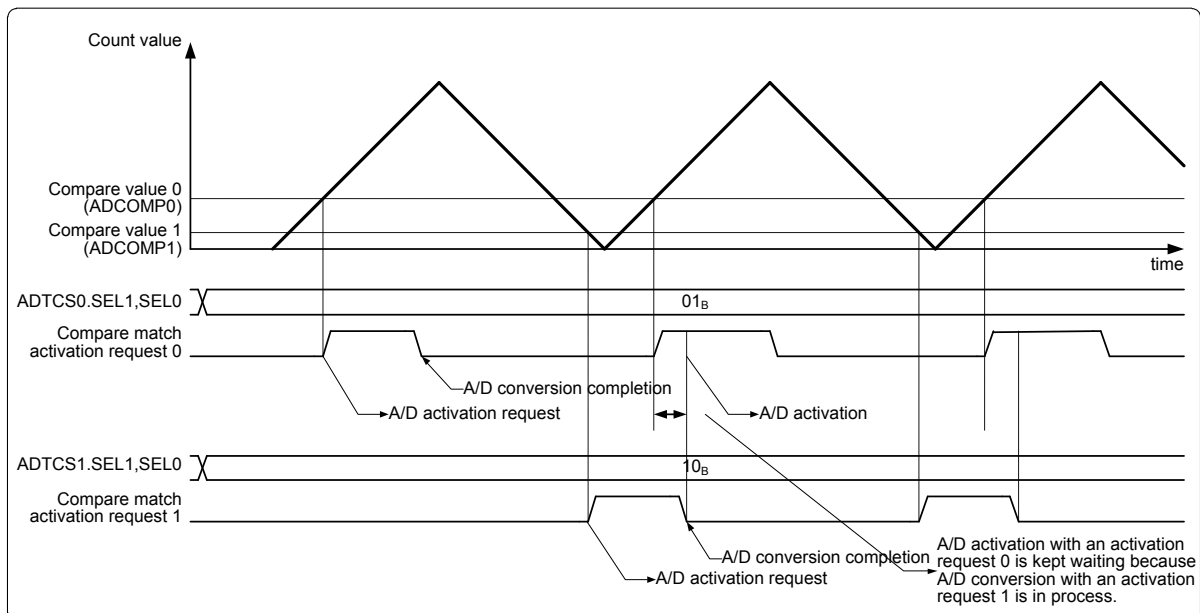 Count value
Compare value 0
(ADCOMP0)
Compare value 1
(ADCOMP1)
time
ADTCS0.SEL1,SEL0
01B
Compare match
activation request 0
A/D conversion completion
A/D activation request
A/D activation
ADTCS1.SEL1,SEL0
10B
Compare match
activation request 1
A/D conversion completion
A/D activation request
A/D activation with an activation
request 0 is kept waiting because
A/D conversion with an activation
request 1 is in process.